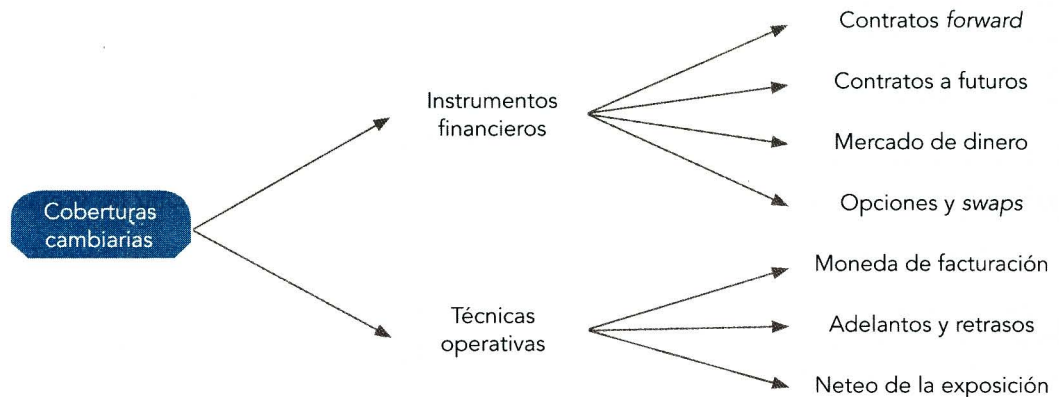 Coberturas
cambiarias
Instrumentos
financieros
Contratos forward
Contratos a futuros
Mercado de dinero
Opciones y swaps
Técnicas
operativas
Moneda de facturación
Adelantos y retrasos
Neteo de la exposición